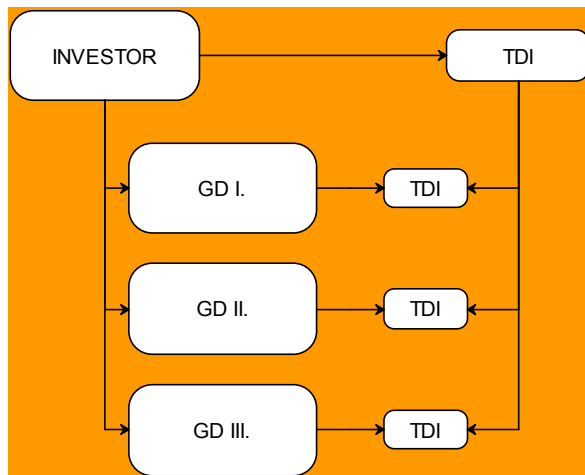 INVESTOR
TDI
GD I.
TDI
GD II.
TDI
GD III.
TDI